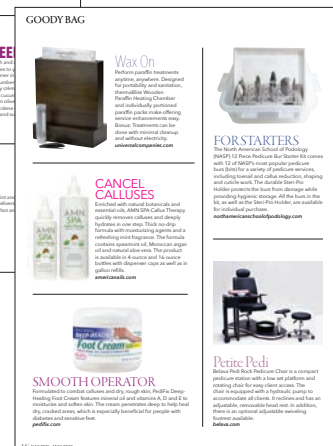 GOODY BAG
Wax On
Perform paraffin treatments
anytime, anywhere. Designed
for portability and sanitation,
thermaBliss Wooden
Paraffin Heating Chamber
and individually portioned
paraffin packs make offering
service enhancements easy.
Bonus: Treatments can be
done with minimal cleanup
and without electricity.
universalcompanies.com
CANCEL
CALLUSES
Enriched with natural botanicals and
essential oils, AMN SPA Callus Therapy
quickly removes calluses and deeply
hydrates in one step. Thick no-drip
formula with moisturizing agents and a
refreshing mint fragrance. The formula
contains spearmint oil, Moroccan argan
oil and natural aloe vera. The product
is available in 4-ounce and 16-ounce
bottles with dispenser caps as well as in
gallon refills.
americanails.com
AMN
AMN
Foot Cream
SMOOTH OPERATOR
Formulated to combat calluses and dry, rough skin, PediFix Deep-
Healing Foot Cream features mineral oil and vitamins A, D and E to
moisturize and soften skin. The cream penetrates deep to help heal
dry, cracked areas, which is especially beneficial for people with
diabetes and sensitive feet.
pedifix.com
FOR STARTERS
The North American School of Podology
(NASP) 12 Piece Pedicure Bur Starter Kit comes
with 12 of NASP's most popular pedicure
burs (bits) for a variety of pedicure services,
including toenail and callus reduction, shaping
and cuticle work. The durable Steri-Pro
Holder protects the burs from damage while
providing hygienic storage. All the burs in the
kit, as well as the Steri-Pro Holder, are available
for individual purchase.
northamericanschoolofpodology.com
Petite Pedi
Belava Pedi Rock Pedicure Chair is a compact
pedicure station with a low set platform and
rotating chair for easy client access. The
chair is equipped with a hydraulic pump to
accommodate all clients. It reclines and has an
adjustable, removable head rest. In addition,
there is an optional adjustable swiveling
footrest available.
belava.com